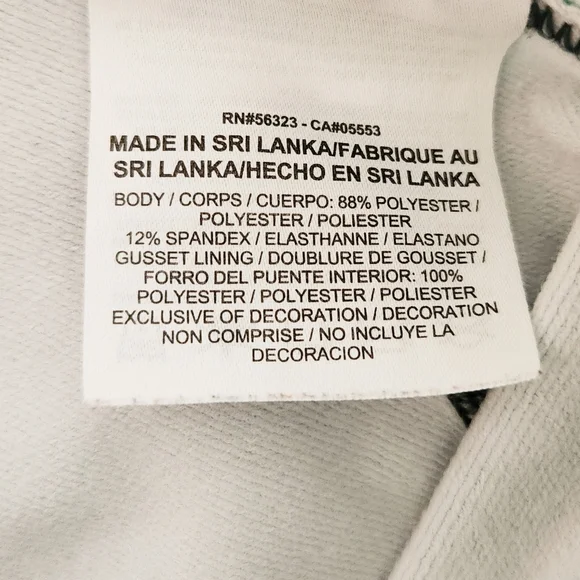 RN#56323 - CA#05553
MADE IN SRI LANKA/FABRIQUE AU
SRI LANKA/HECHO EN SRI LANKA
BODY / CORPS / CUERPO: 88% POLYESTER /
POLYESTER / POLIESTER
12% SPANDEX / ELASTHANNE / ELASTANO
GUSSET LINING / DOUBLURE DE GOUSSET /
FORRO DEL PUENTE INTERIOR: 100%
POLYESTER / POLYESTER / POLIESTER
EXCLUSIVE OF DECORATION / DECORATION
NON COMPRISE / NO INCLUYE LA
DECORACION